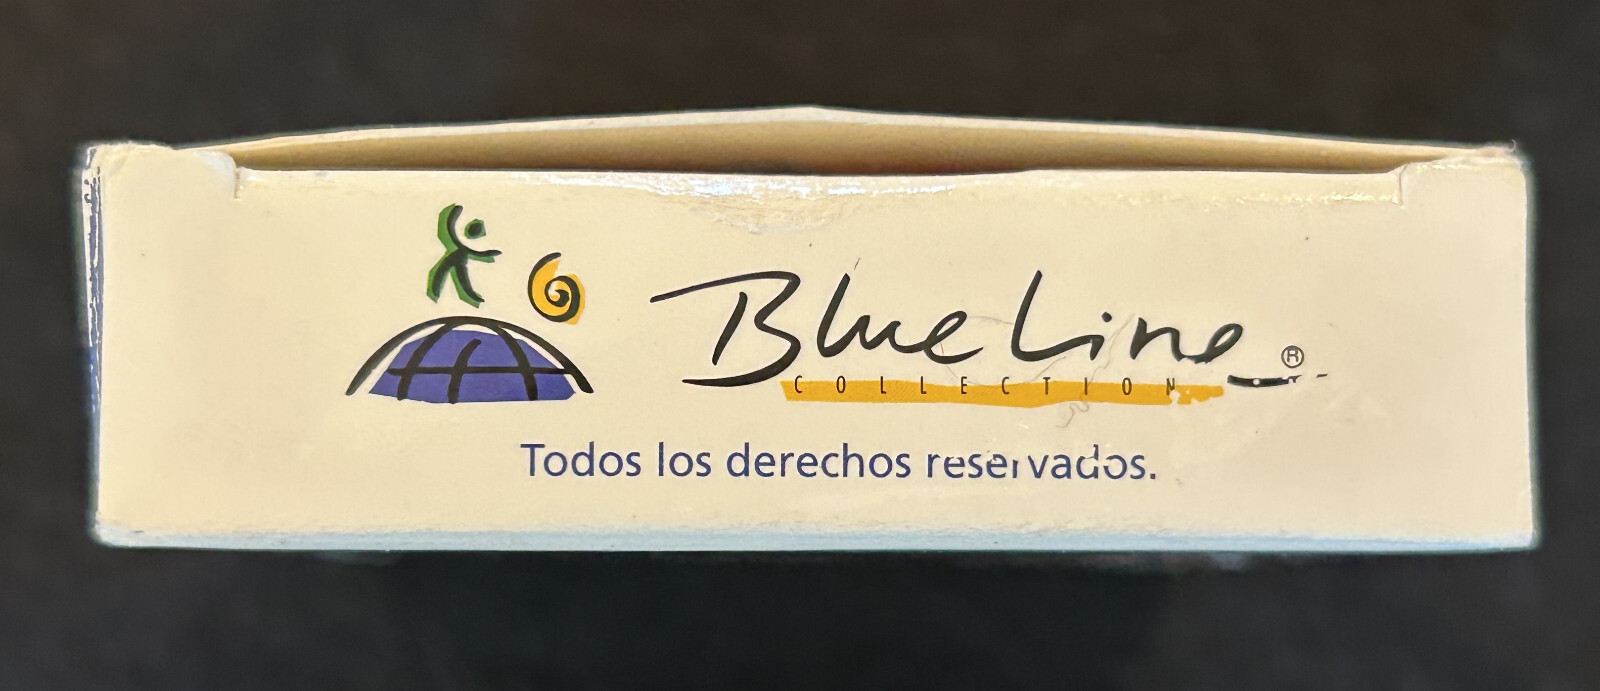 Blue Line ®
COLLECTION
Todos los derechos reservados.